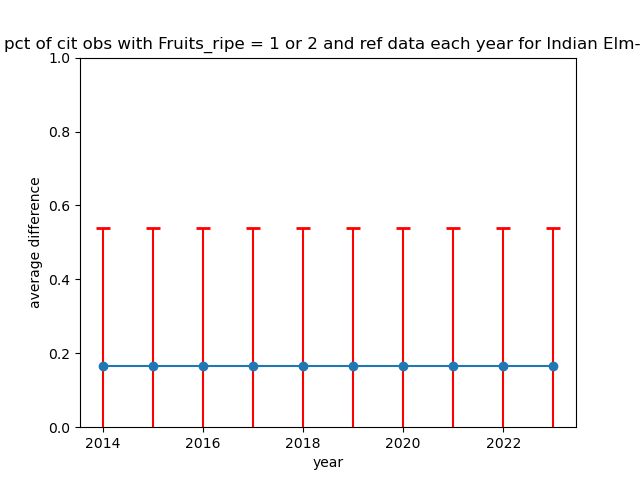 pct of cit obs with Fruits_ripe = 1 or 2 and ref data each year for Indian Elm-
1.0
0.8
0.6
0.4
0.2
0.0
average difference
2014 2016 2018 2020 2022
year